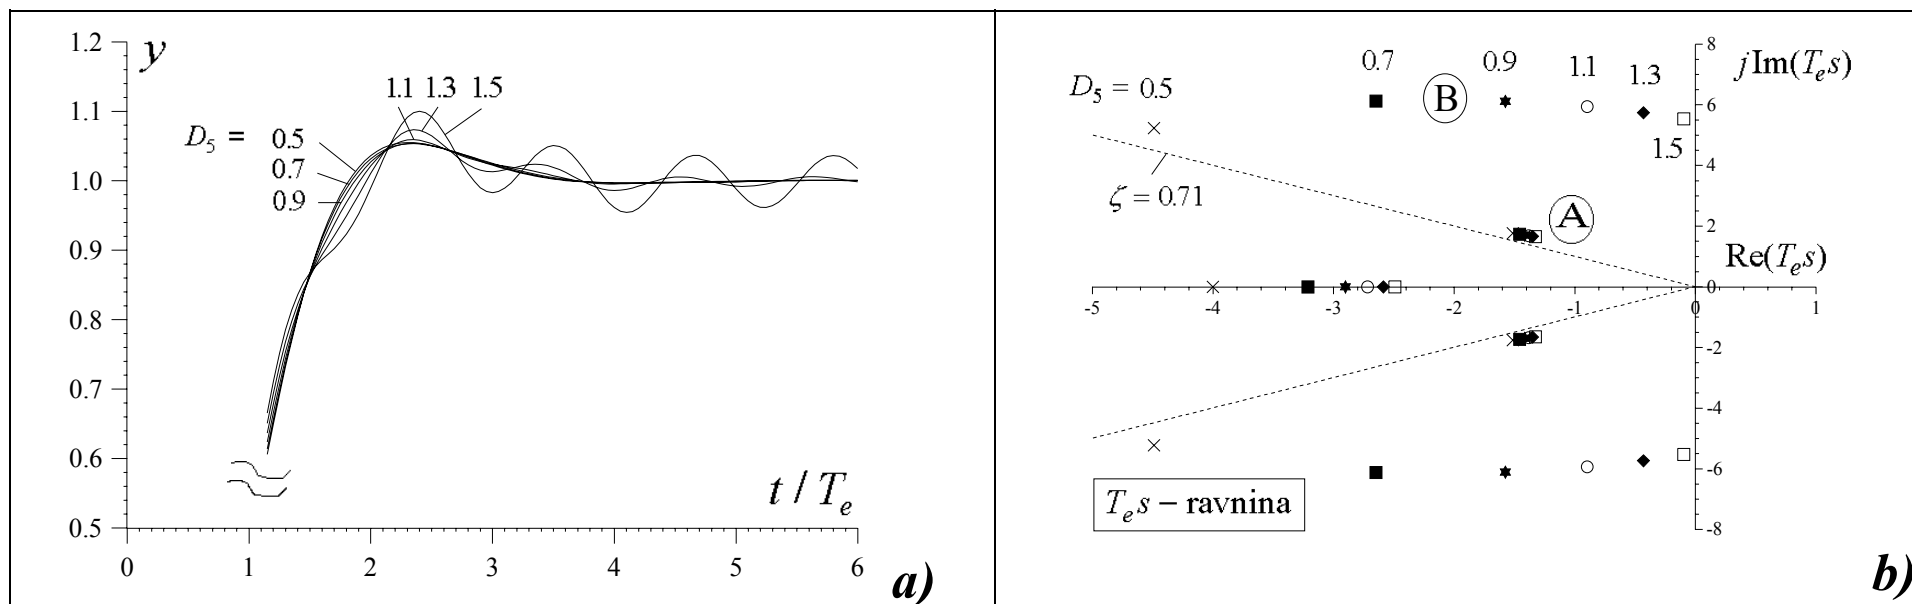 y
1.2
1.1
1.0
0.9
0.8
0.7
0.6
0.5
1.1 1.3 1.5
D₅ = 0.5
0.7
0.9
t / Tₑ
0 1 2 3 4 5 6
a)
0.7 0.9 1.1 1.3
D₅ = 0.5
B
1.5
ζ = 0.71
A
jIm(Tₑs)
Re(Tₑs)
8
6
4
2
0
-2
-4
-6
-8
-5 -4 -3 -2 -1 0 1
Tₑs – ravnina
b)